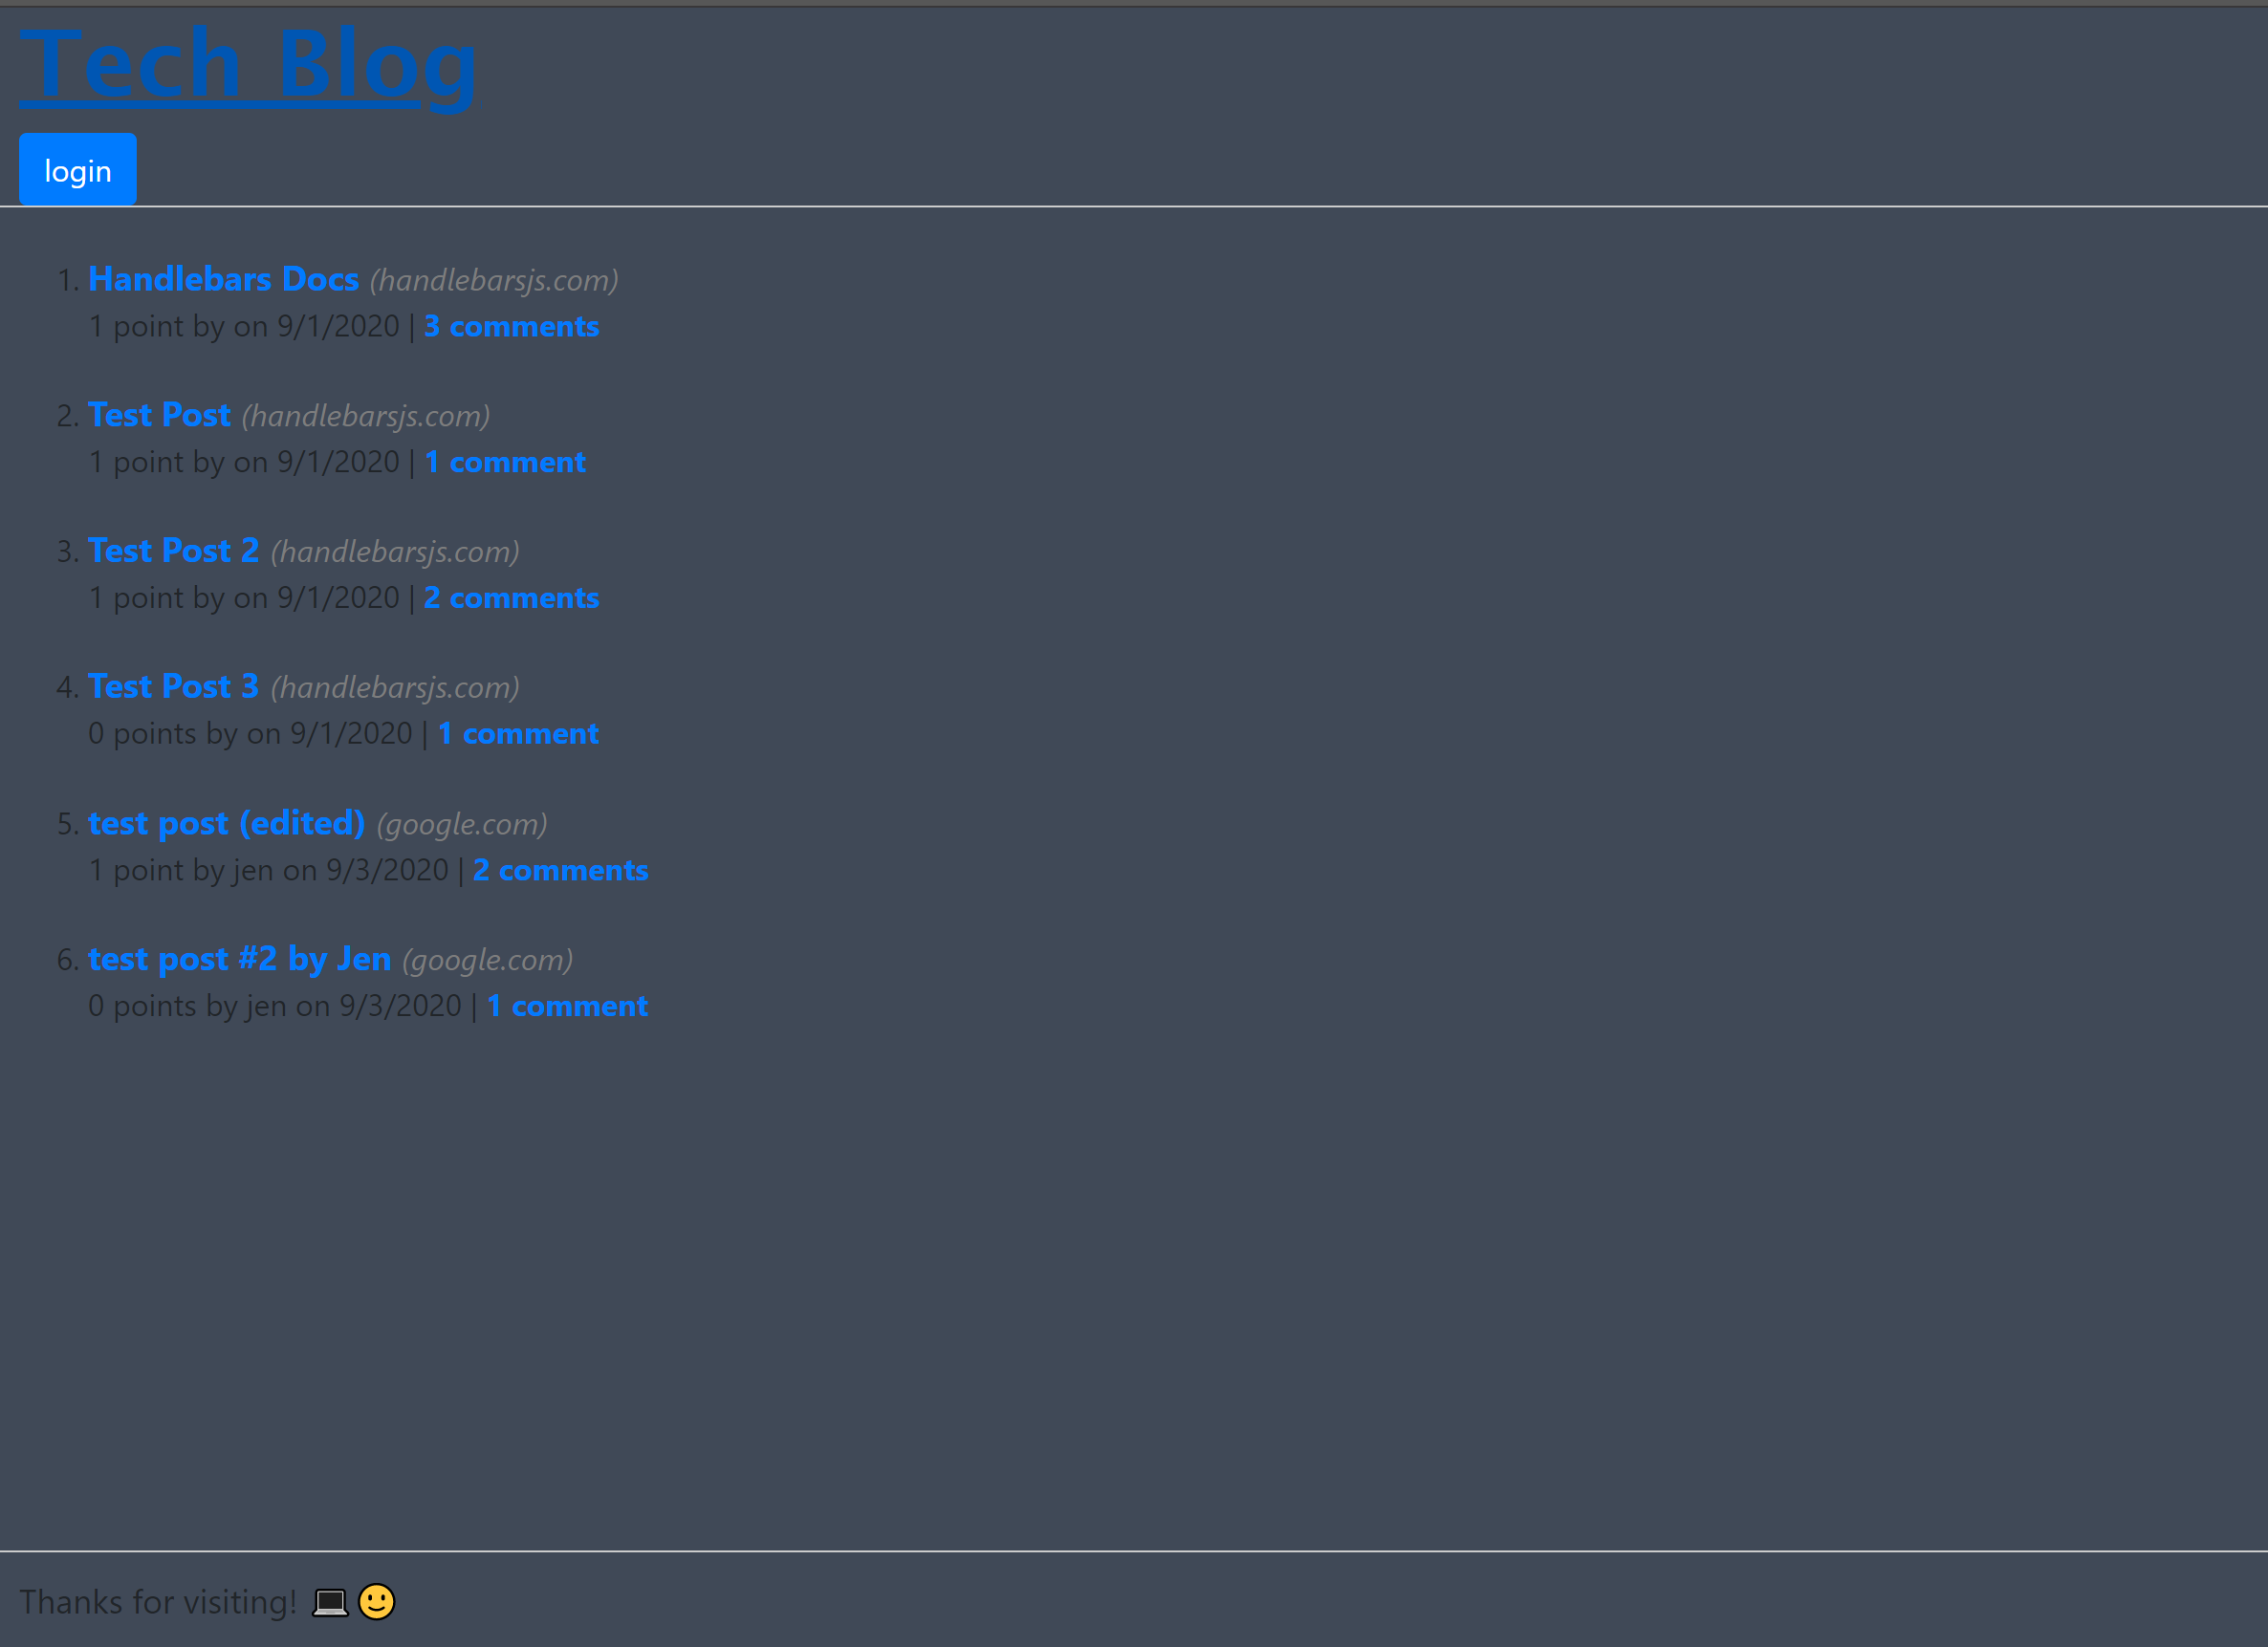 Tech Blog
login
1. Handlebars Docs (handlebarsjs.com)
1 point by on 9/1/2020 | 3 comments
2. Test Post (handlebarsjs.com)
1 point by on 9/1/2020 | 1 comment
3. Test Post 2 (handlebarsjs.com)
1 point by on 9/1/2020 | 2 comments
4. Test Post 3 (handlebarsjs.com)
0 points by on 9/1/2020 | 1 comment
5. test post (edited) (google.com)
1 point by jen on 9/3/2020 | 2 comments
6. test post #2 by Jen (google.com)
0 points by jen on 9/3/2020 | 1 comment
Thanks for visiting! 💻🙂